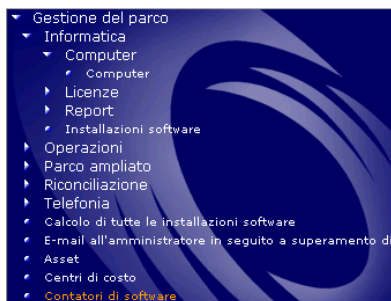 Gestione del parco
Informatica
Computer
Computer
Licenze
Report
Installazioni software
Operazioni
Parco ampliato
Riconciliazione
Telefonia
Calcolo di tutte le installazioni software
E-mail all'amministratore in seguito a superamento di
Asset
Centri di costo
Contatori di software